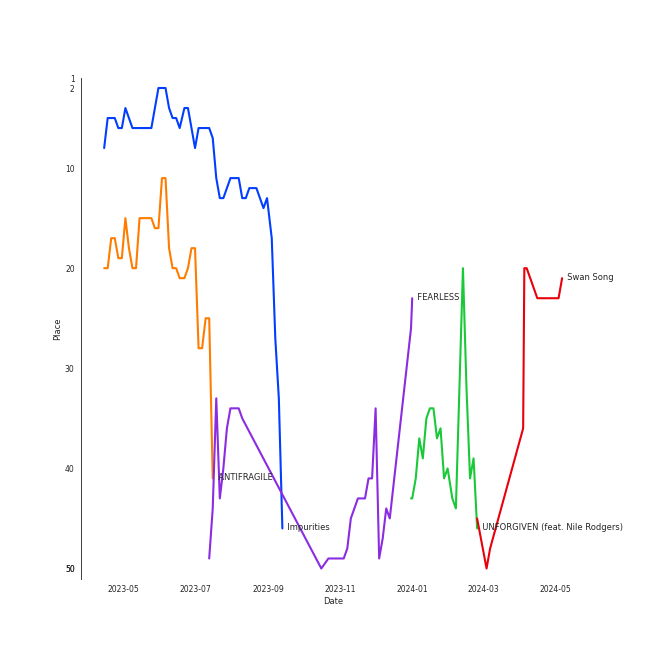 1
2
10
20
30
40
50
Place
Swan Song
FEARLESS
ANTIFRAGILE
Impurities
UNFORGIVEN (feat. Nile Rodgers)
2023-05 2023-07 2023-09 2023-11 2024-01 2024-03 2024-05
Date